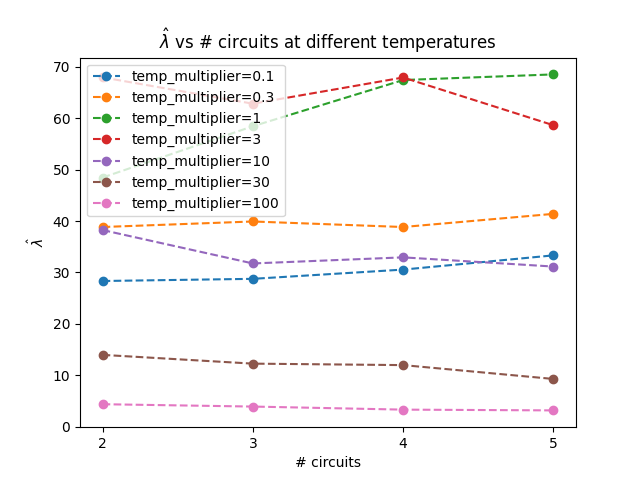 λ̂ vs # circuits at different temperatures
70
60
50
40
30
20
10
0
λ̂
temp_multiplier=0.1
temp_multiplier=0.3
temp_multiplier=1
temp_multiplier=3
temp_multiplier=10
temp_multiplier=30
temp_multiplier=100
2 3 4 5
# circuits